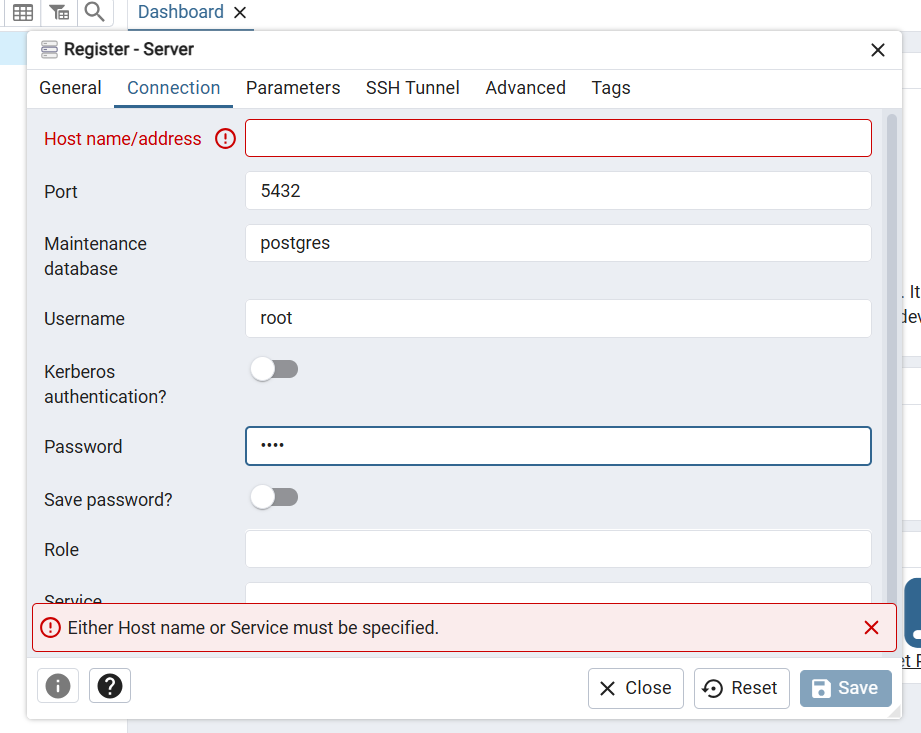 Dashboard
Register - Server
General Connection Parameters SSH Tunnel Advanced Tags
Host name/address
Port 5432
Maintenance database postgres
Username root
Kerberos authentication?
Password ••••
Save password?
Role
Service
Either Host name or Service must be specified.
Close Reset Save
. It
dev
et P